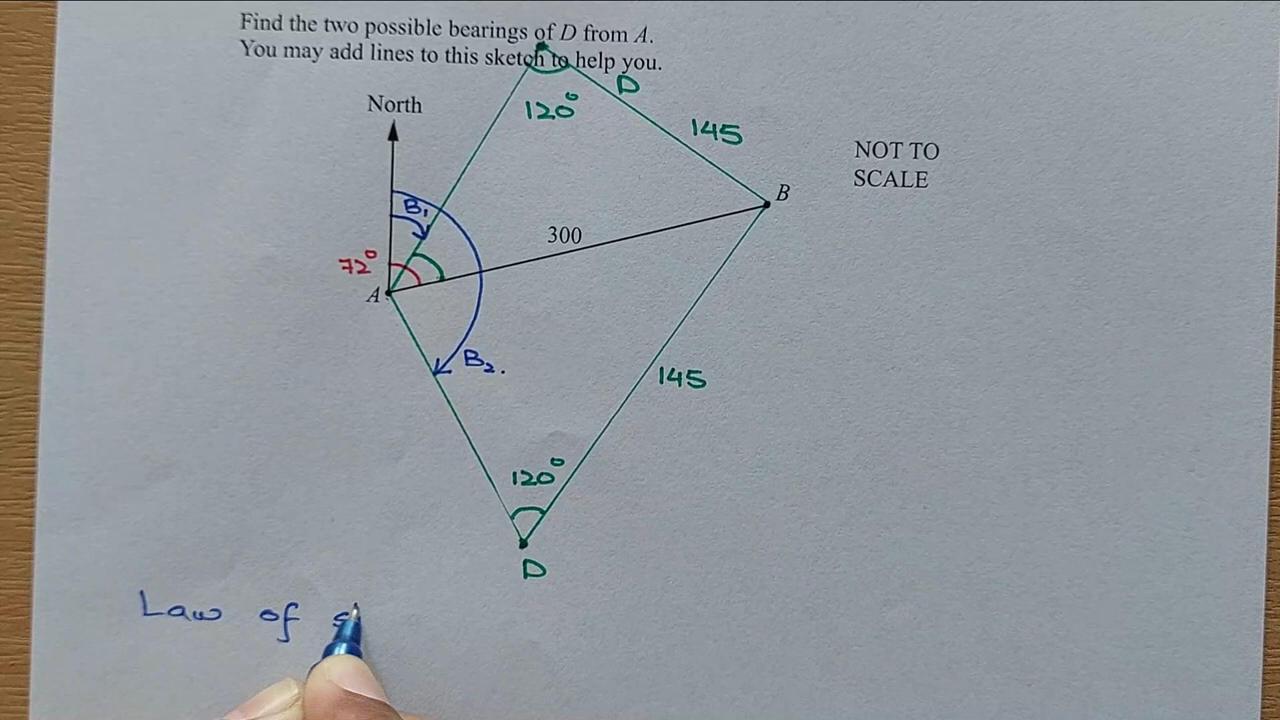 Find the two possible bearings of D from A.
You may add lines to this sketch to help you.
North
120°
D
145
NOT TO
SCALE
B
B₁
300
72°
A
B₂.
145
120°
D
Law of s